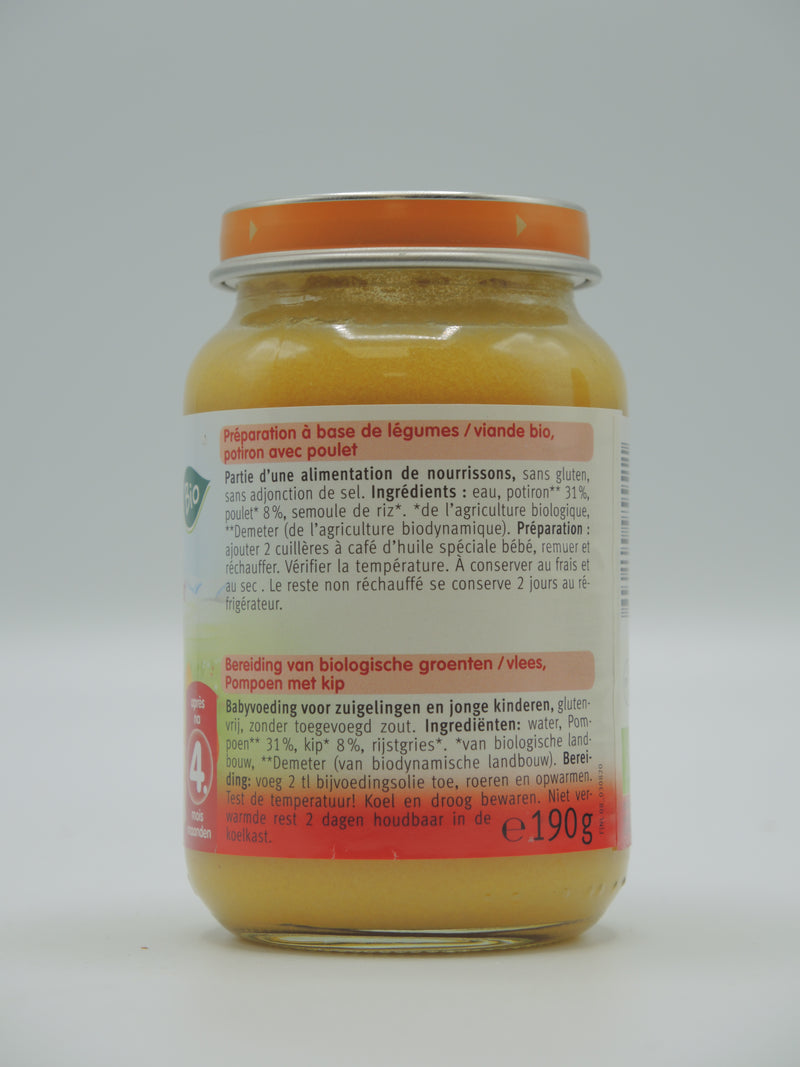 Bio
Préparation à base de légumes / viande bio,
potiron avec poulet
Partie d'une alimentation de nourrissons, sans gluten,
sans adjonction de sel. Ingrédients : eau, potiron** 31%,
poulet* 8%, semoule de riz*. *de l'agriculture biologique,
**Demeter (de l'agriculture biodynamique). Préparation :
ajouter 2 cuillères à café d'huile spéciale bébé, remuer et
réchauffer. Vérifier la température. À conserver au frais et
au sec . Le reste non réchauffé se conserve 2 jours au ré-
frigérateur.
Bereiding van biologische groenten / vlees,
Pompoen met kip
Babyvoeding voor zuigelingen en jonge kinderen, gluten-
vrij, zonder toegevoegd zout. Ingrediënten: water, Pom-
poen** 31%, kip* 8%, rijstgries*. *van biologische land-
bouw, **Demeter (van biodynamische landbouw). Berei-
ding: voeg 2 tl bijvoedingsolie toe, roeren en opwarmen.
Test de temperatuur! Koel en droog bewaren. Niet ver-
warmde rest 2 dagen houdbaar in de
koelkast.
℮190g
après
na
4.
mois
maanden